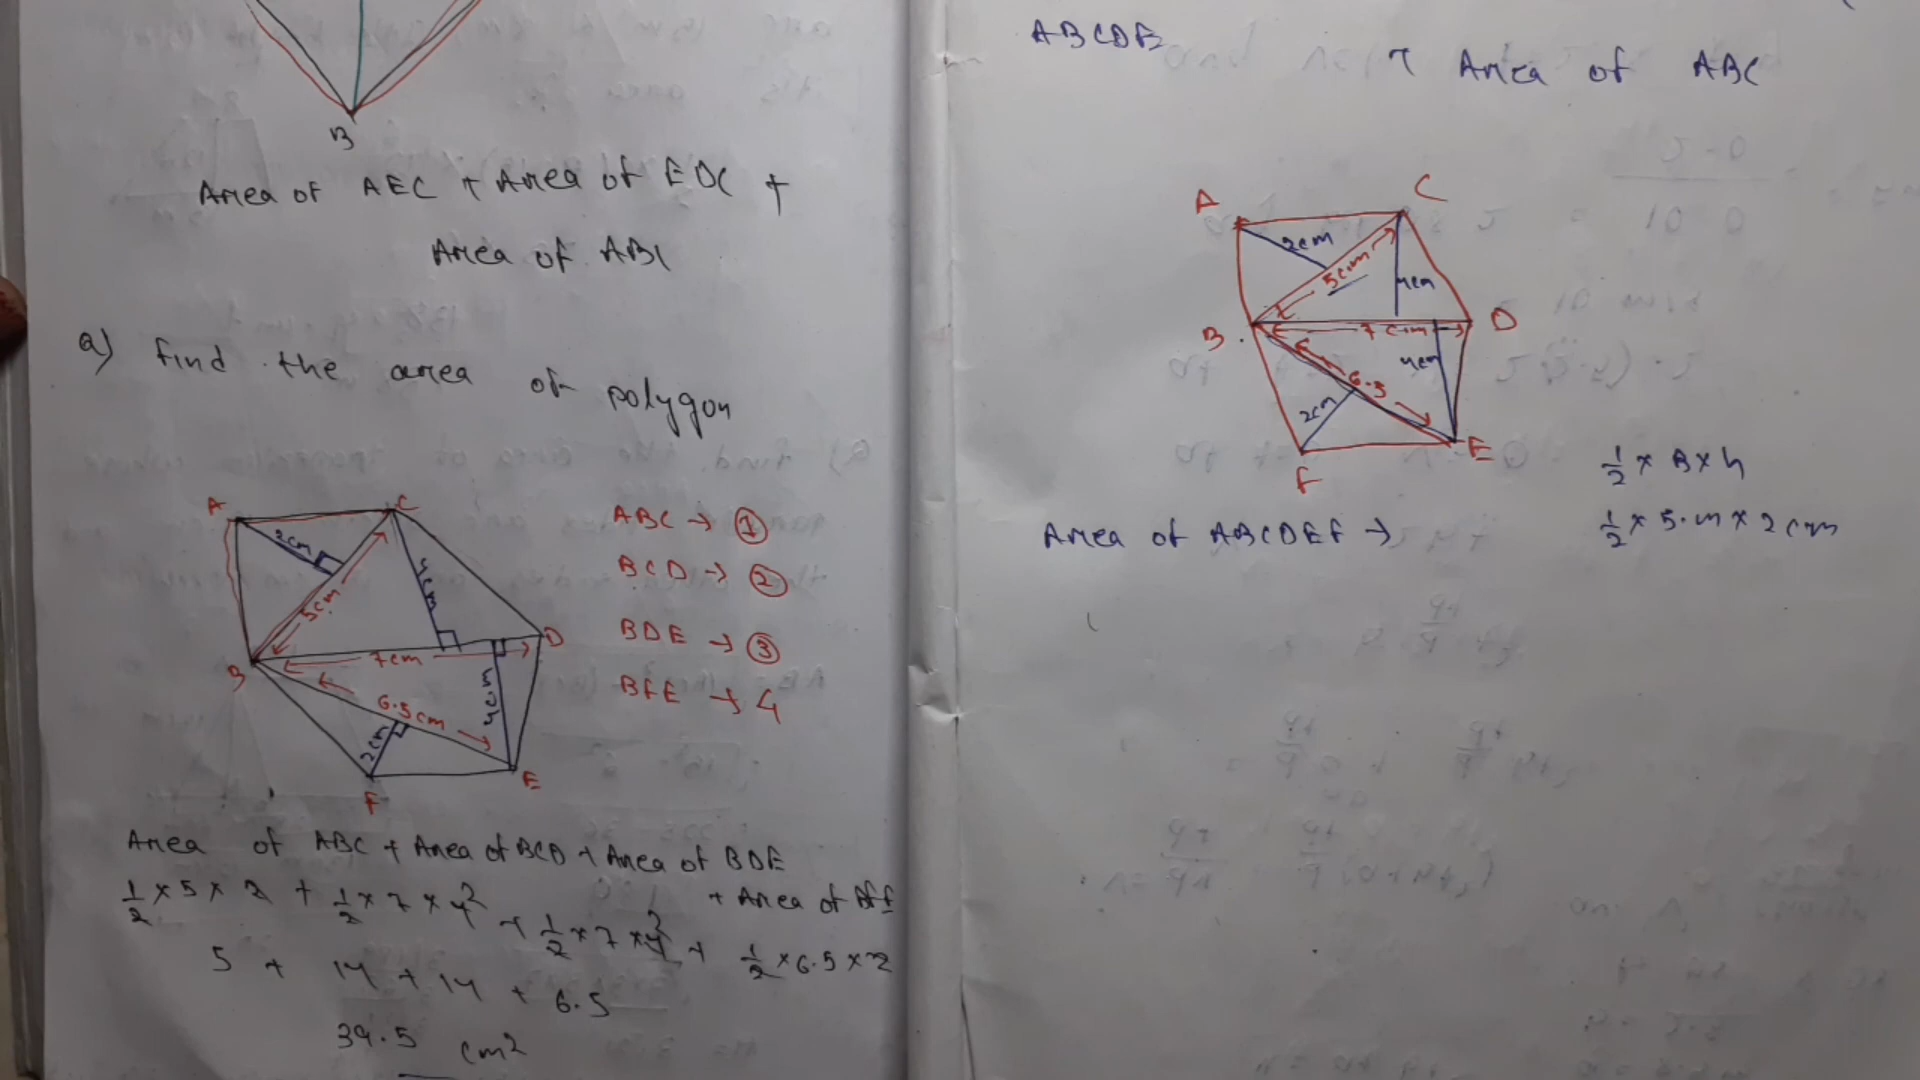 B
Area of AEC + Area of EDC +
Area of ABC
a) find the area of polygon
A
C
2cm
5cm
4cm
B
D
7cm
6.5cm
4cm
2cm
F
E
ABC → ①
BCD → ②
BDE → ③
BFE → 4
Area of ABC + Area of BCD + Area of BDE
+ Area of BFE
1/2 × 5 × 2 + 1/2 × 7 × 4 2 + 1/2 × 7 × 4 2 + 1/2 × 6.5 × 2
5 + 14 + 14 + 6.5
39.5 cm²
ABCDE
Area of ABC
A
C
2cm
5cm
4cm
B
D
7cm
4cm
6.5
2cm
F
E
1/2 × B × h
Area of ABCDEF →
1/2 × 5cm × 2cm